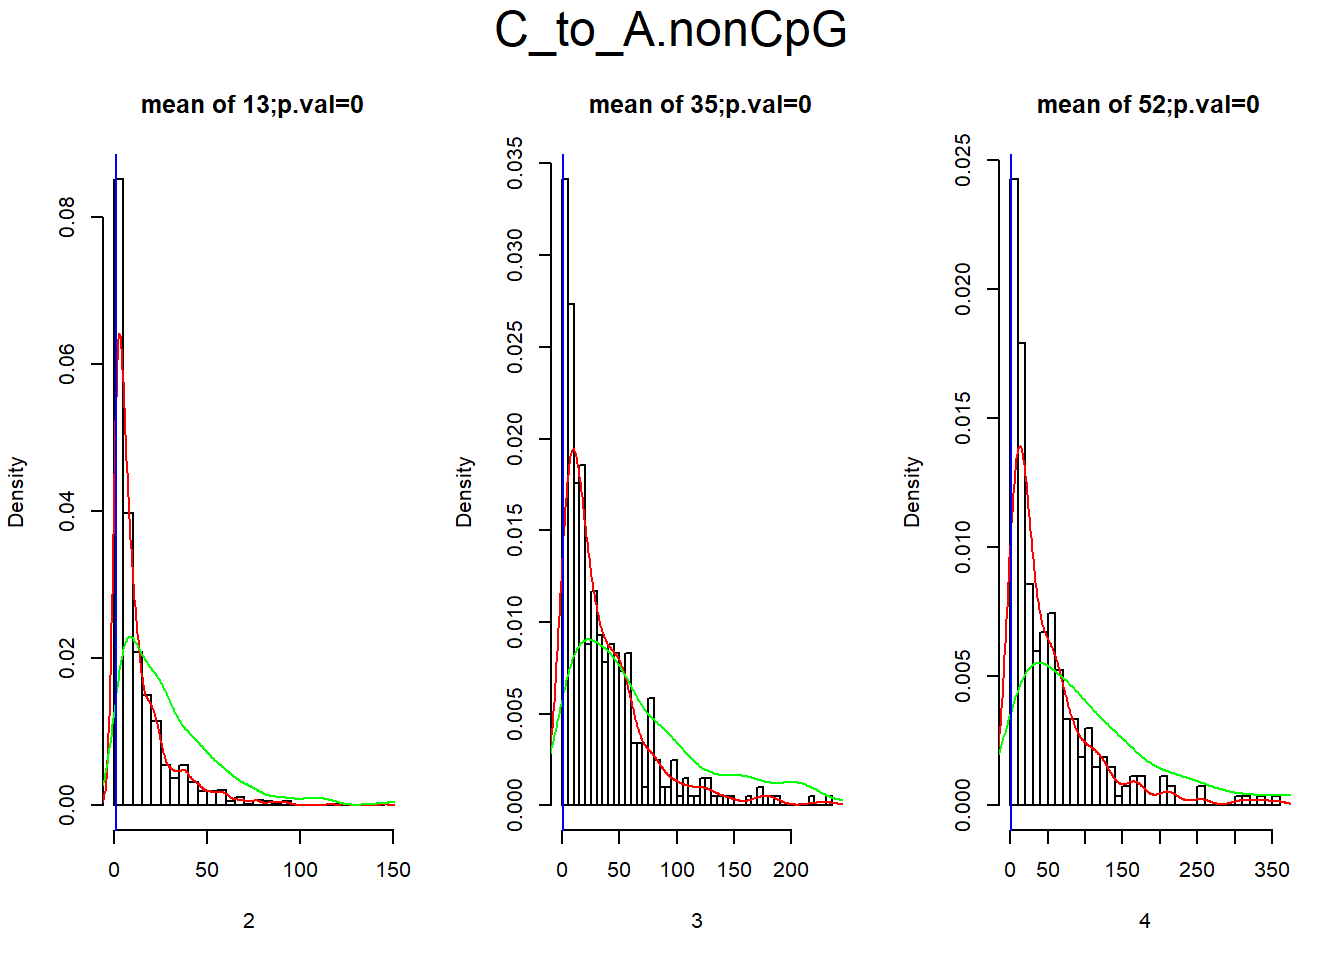 C_to_A.nonCpG
mean of 13;p.val=0
Density
0.00 0.02 0.04 0.06 0.08
0 50 100 150
2
mean of 35;p.val=0
Density
0.000 0.005 0.010 0.015 0.020 0.025 0.030 0.035
0 50 100 150 200
3
mean of 52;p.val=0
Density
0.000 0.005 0.010 0.015 0.020 0.025
0 50 150 250 350
4